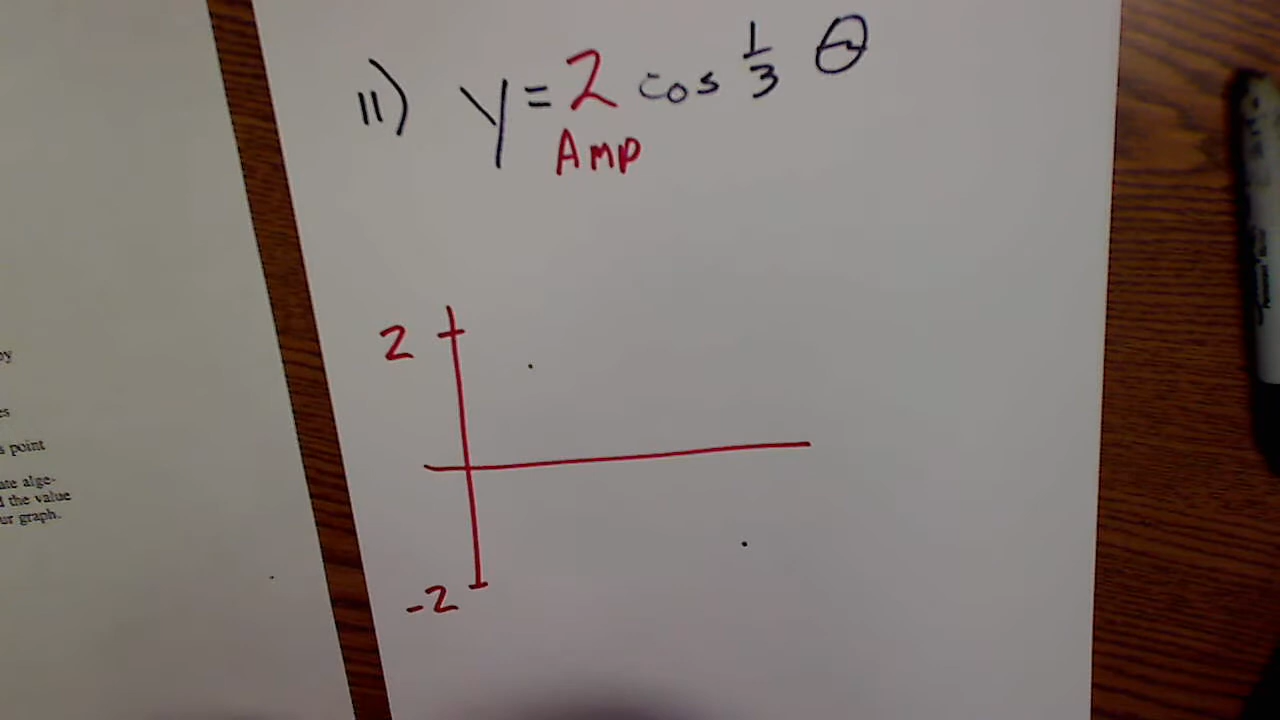 11) y = 2 cos 1/3 θ
Amp
2
-2
s point
ate alge-
the value
ur graph.